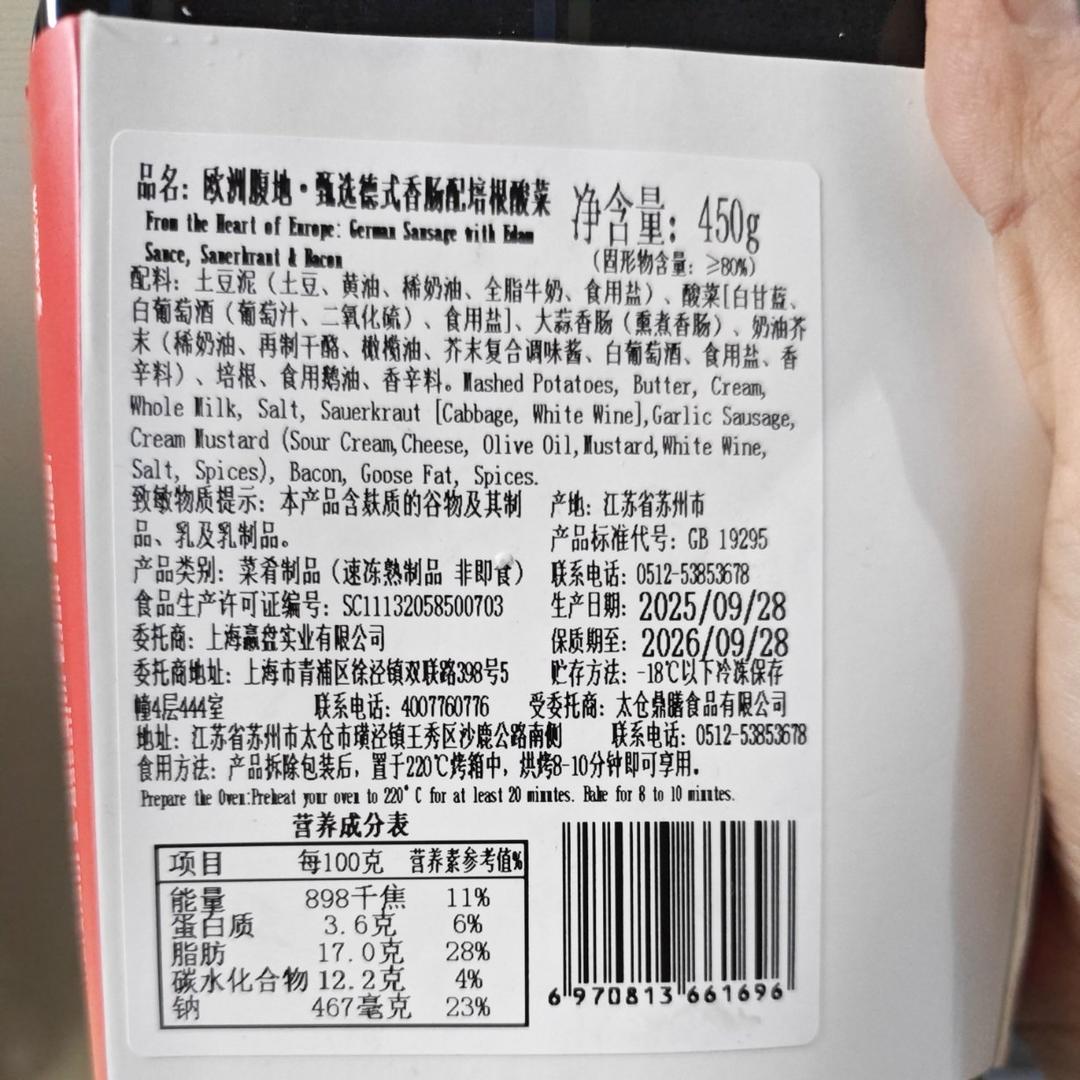 品名：欧洲腹地·甄选德式香肠配培根酸菜
From the Heart of Europe: German Sausage with Edam
Sauce, Sauerkraut & Bacon
净含量：450g
（固形物含量：≥80%）
配料：土豆泥（土豆、黄油、稀奶油、全脂牛奶、食用盐）、酸菜[白甘蓝、
白葡萄酒（葡萄汁、二氧化硫）、食用盐]、大蒜香肠（熏煮香肠）、奶油芥
末（稀奶油、再制干酪、橄榄油、芥末复合调味酱、白葡萄酒、食用盐、香
辛料）、培根、食用鹅油、香辛料。Mashed Potatoes, Butter, Cream,
Whole Milk, Salt, Sauerkraut [Cabbage, White Wine],Garlic Sausage,
Cream Mustard (Sour Cream,Cheese, Olive Oil,Mustard,White Wine,
Salt, Spices), Bacon, Goose Fat, Spices.
致敏物质提示：本产品含麸质的谷物及其制
品、乳及乳制品。
产品类别：菜肴制品（速冻熟制品 非即食）
食品生产许可证编号：SC11132058500703
委托商：上海赢盘实业有限公司
委托商地址：上海市青浦区徐泾镇双联路398号5
幢4层444室 联系电话：4007760776
产地：江苏省苏州市
产品标准代号：GB 19295
联系电话：0512-53853678
生产日期：2025/09/28
保质期至：2026/09/28
贮存方法：-18℃以下冷冻保存
受委托商：太仓鼎膳食品有限公司
地址：江苏省苏州市太仓市璜泾镇王秀区沙鹿公路南侧 联系电话：0512-53853678
食用方法：产品拆除包装后，置于220℃烤箱中，烘烤8-10分钟即可享用。
Prepare the Oven:Preheat your oven to 220° C for at least 20 minutes. Bake for 8 to 10 minutes.
营养成分表
项目 每100克 营养素参考值%
能量 898千焦 11%
蛋白质 3.6克 6%
脂肪 17.0克 28%
碳水化合物 12.2克 4%
钠 467毫克 23%
6 970813 661696